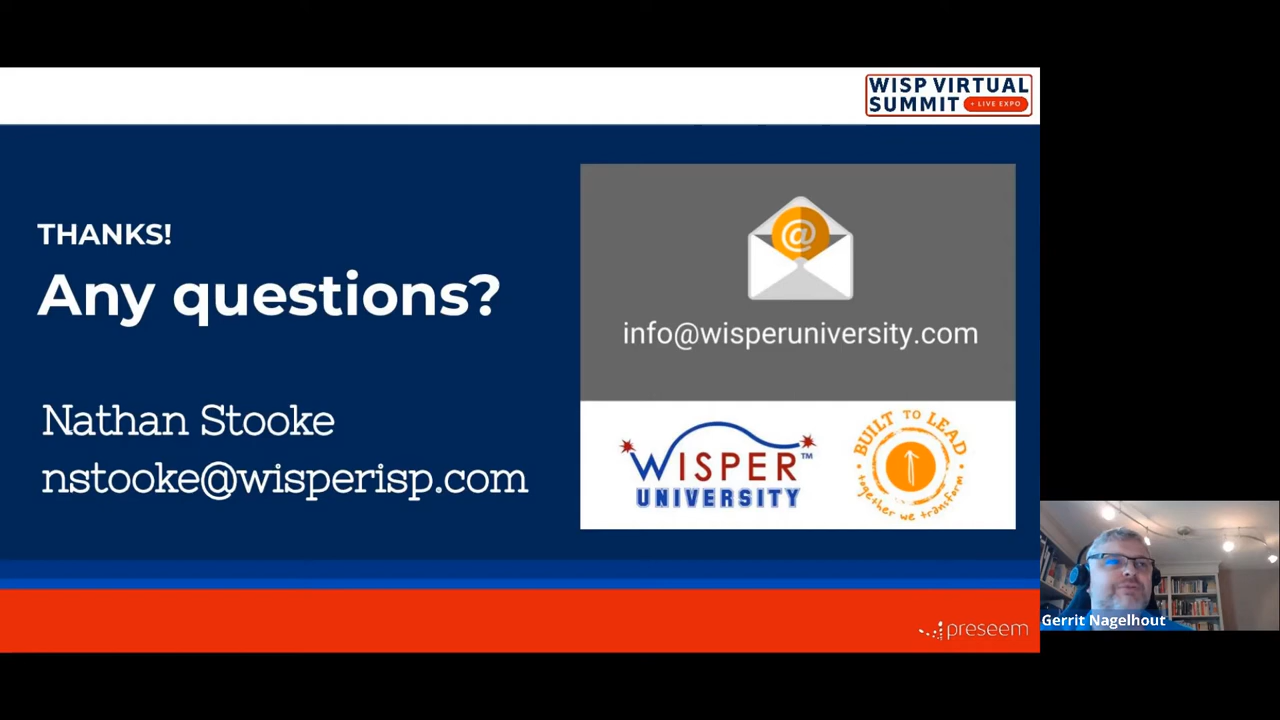 WISP VIRTUAL
SUMMIT + LIVE EXPO
THANKS!
Any questions?
Nathan Stooke
nstooke@wisperisp.com
@
info@wisperuniversity.com
WISPER™
UNIVERSITY
BUILT TO LEAD
together we transform
preseem
Gerrit Nagelhout